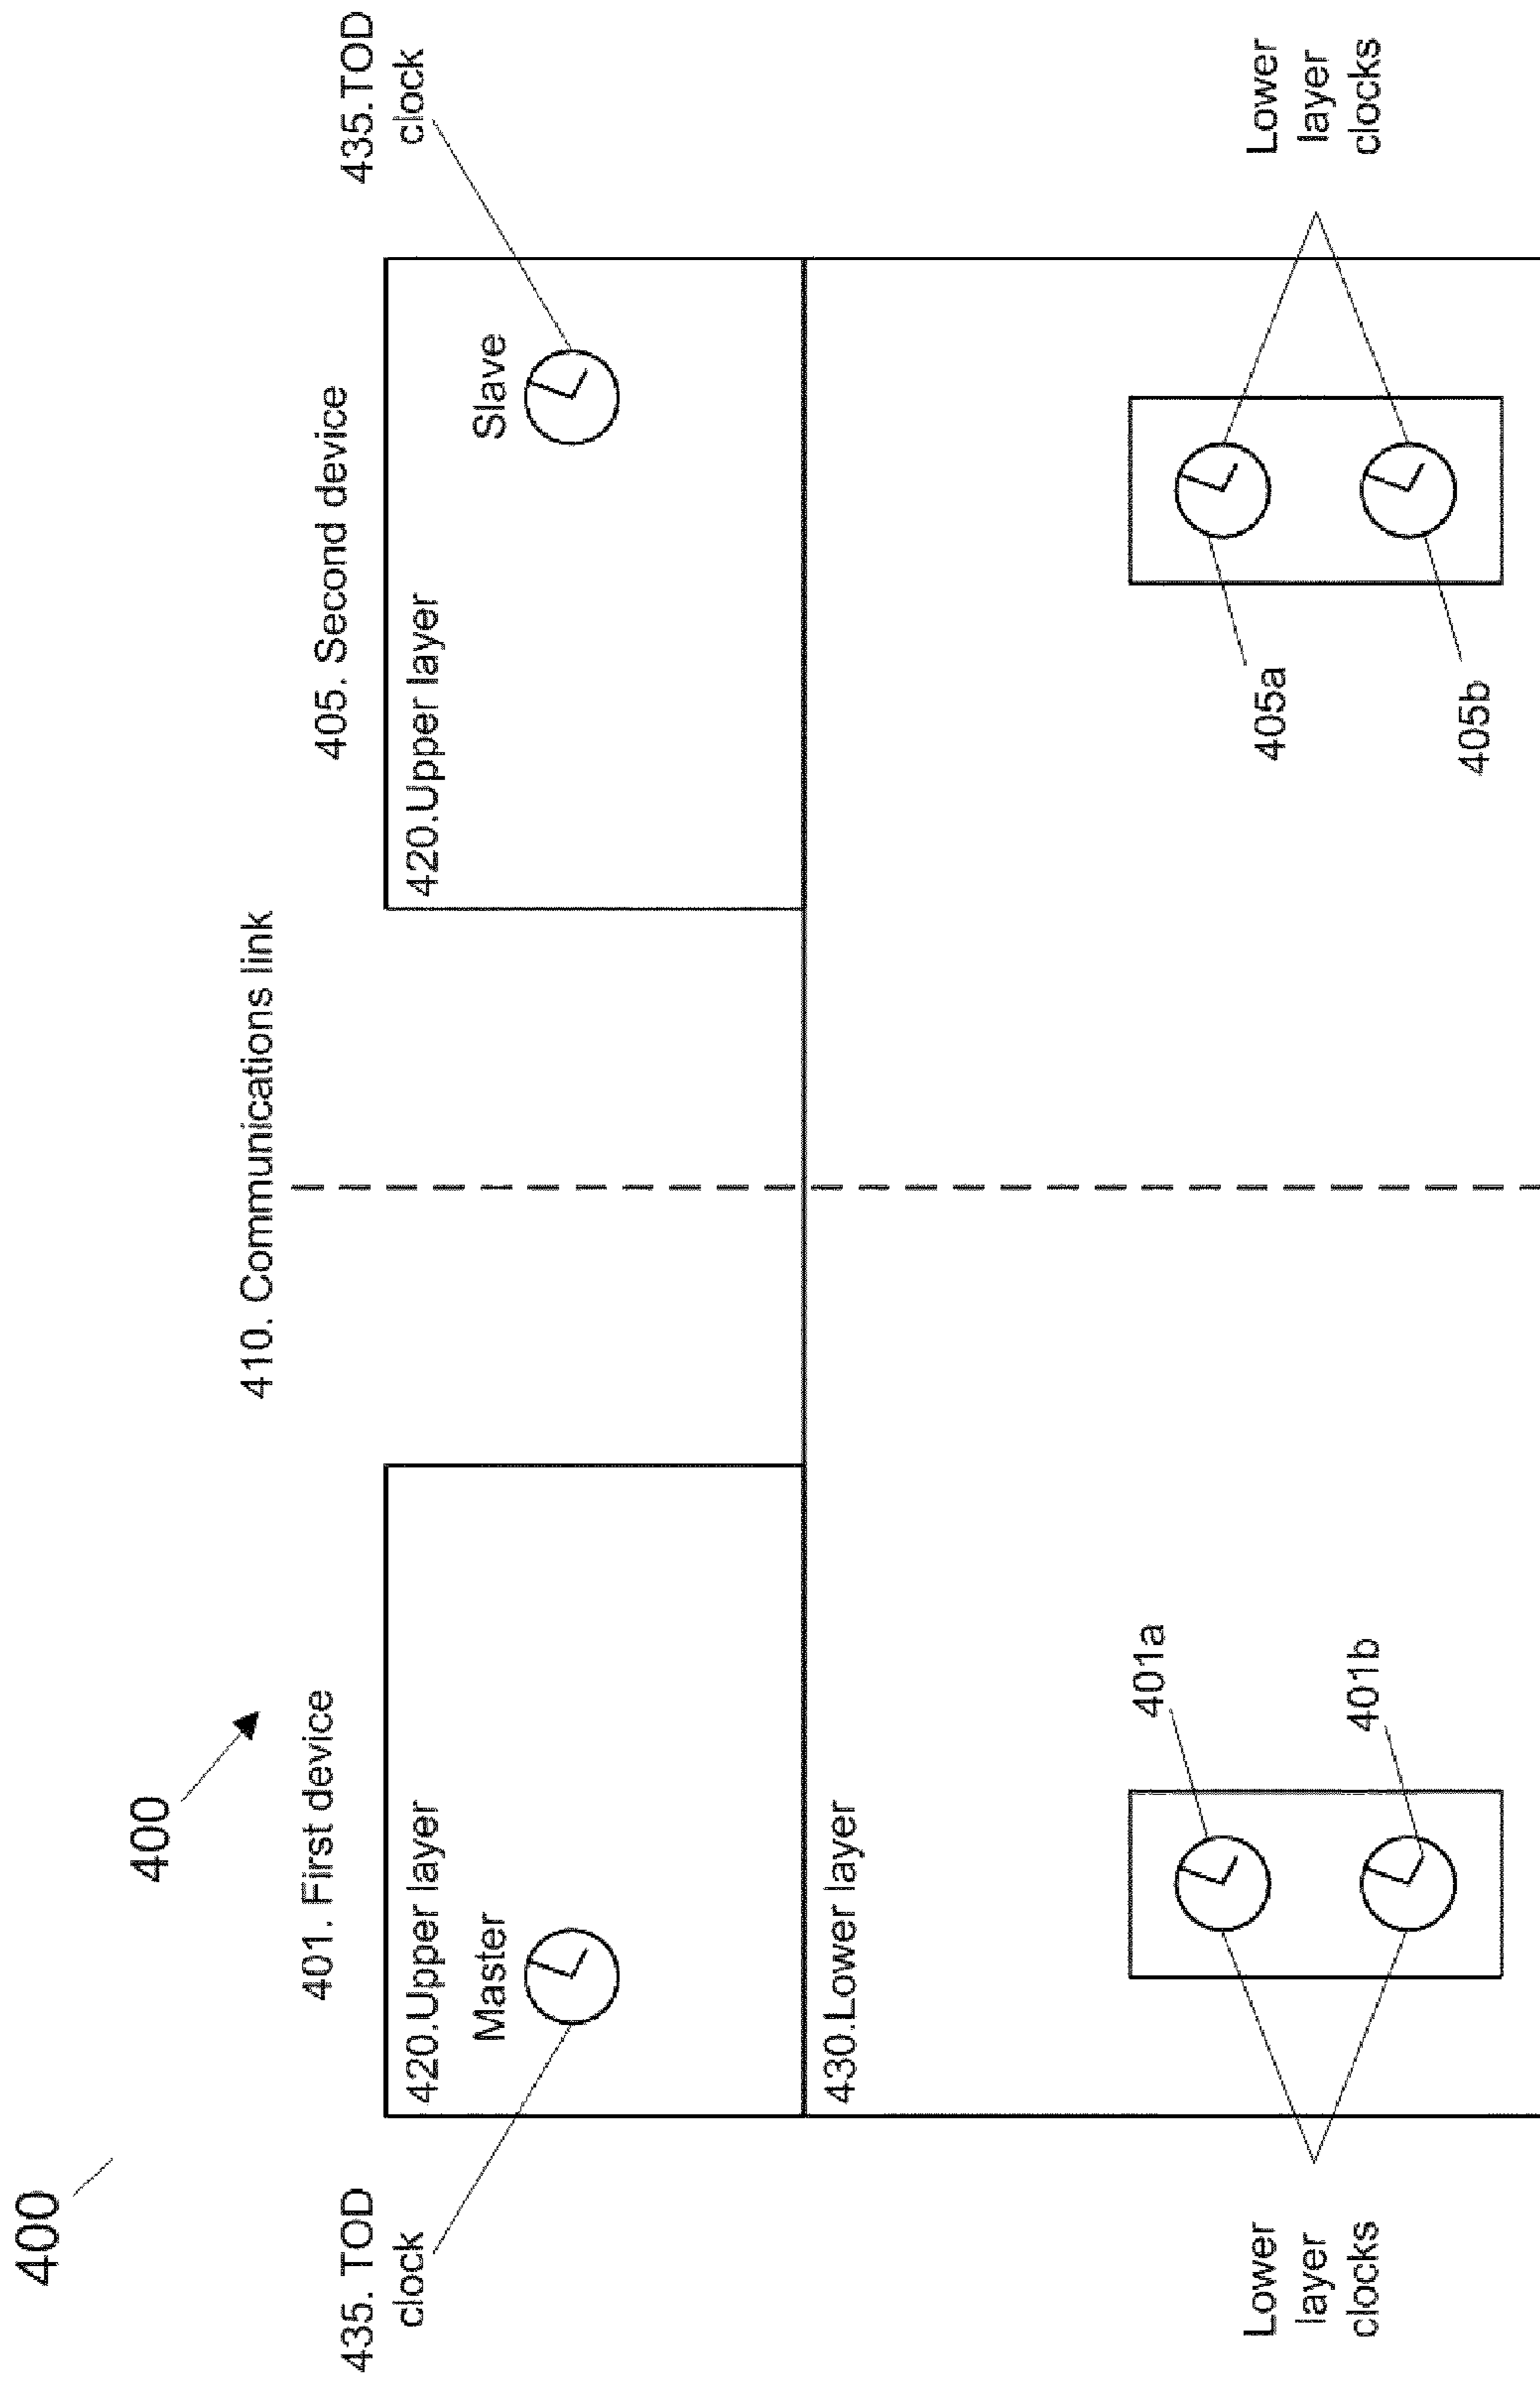 400
400
410. Communications link
401. First device
405. Second device
435. TOD
clock
435.TOD
clock
420.Upper layer
Master
420.Upper layer
Slave
430.Lower layer
401a
401b
Lower
layer
clocks
405a
405b
Lower
layer
clocks